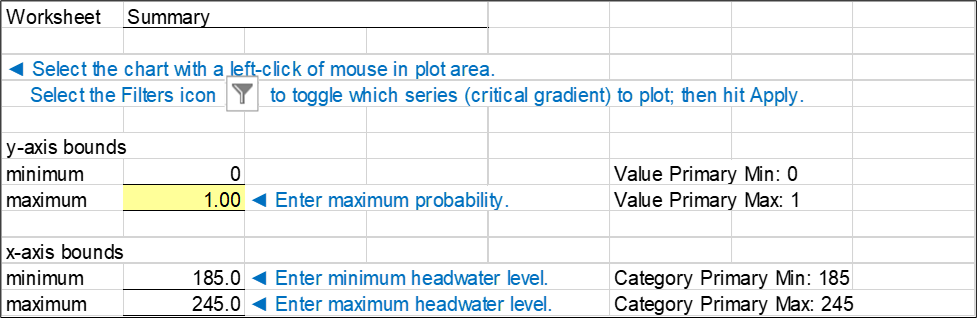 Worksheet Summary
◄ Select the chart with a left-click of mouse in plot area.
Select the Filters icon to toggle which series (critical gradient) to plot; then hit Apply.
y-axis bounds
minimum 0 Value Primary Min: 0
maximum 1.00 ◄ Enter maximum probability. Value Primary Max: 1
x-axis bounds
minimum 185.0 ◄ Enter minimum headwater level. Category Primary Min: 185
maximum 245.0 ◄ Enter maximum headwater level. Category Primary Max: 245